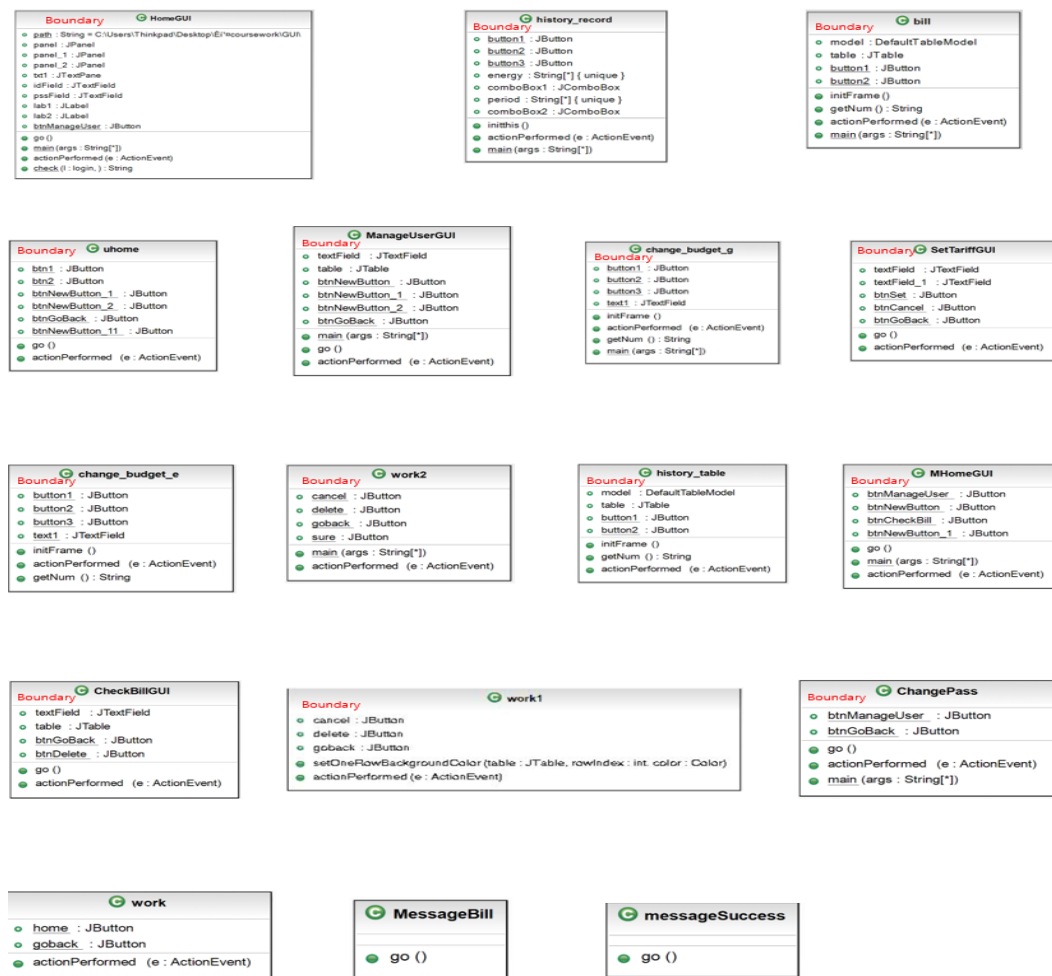 Boundary HomeGUI
path : String = C:\Users\Thinkpad\Desktop\Ëi'ª=coursework\GUI\
panel : JPanel
panel_1 : JPanel
panel_2 : JPanel
txt1 : JTextPane
idField : JTextField
pssField : JTextField
lab1 : JLabel
lab2 : JLabel
btnManageUser : JButton
go ()
main (args : String[*])
actionPerformed (e : ActionEvent)
check (l : login, ) : String
Boundary history_record
button1 : JButton
button2 : JButton
button3 : JButton
energy : String[*] { unique }
comboBox1 : JComboBox
period : String[*] { unique }
comboBox2 : JComboBox
initthis ()
actionPerformed (e : ActionEvent)
main (args : String[*])
Boundary bill
model : DefaultTableModel
table : JTable
button1 : JButton
button2 : JButton
initFrame ()
getNum () : String
actionPerformed (e : ActionEvent)
main (args : String[*])
Boundary uhome
btn1 : JButton
btn2 : JButton
btnNewButton_1 : JButton
btnNewButton_2 : JButton
btnGoBack : JButton
btnNewButton_11 : JButton
go ()
actionPerformed (e : ActionEvent)
ManageUserGUI
Boundary
textField : JTextField
table : JTable
btnNewButton : JButton
btnNewButton_1 : JButton
btnNewButton_2 : JButton
btnGoBack : JButton
main (args : String[*])
go ()
actionPerformed (e : ActionEvent)
change_budget_g
Boundary
button1 : JButton
button2 : JButton
button3 : JButton
text1 : JTextField
initFrame ()
actionPerformed (e : ActionEvent)
getNum () : String
main (args : String[*])
Boundary SetTariffGUI
textField : JTextField
textField_1 : JTextField
btnSet : JButton
btnCancel : JButton
btnGoBack : JButton
go ()
actionPerformed (e : ActionEvent)
change_budget_e
Boundary
button1 : JButton
button2 : JButton
button3 : JButton
text1 : JTextField
initFrame ()
actionPerformed (e : ActionEvent)
getNum () : String
work2
Boundary
cancel : JButton
delete : JButton
goback : JButton
sure : JButton
main (args : String[*])
actionPerformed (e : ActionEvent)
history_table
Boundary
model : DefaultTableModel
table : JTable
button1 : JButton
button2 : JButton
initFrame ()
getNum () : String
actionPerformed (e : ActionEvent)
MHomeGUI
Boundary
btnManageUser : JButton
btnNewButton : JButton
btnCheckBill : JButton
btnNewButton_1 : JButton
go ()
main (args : String[*])
actionPerformed (e : ActionEvent)
CheckBillGUI
Boundary
textField : JTextField
table : JTable
btnGoBack : JButton
btnDelete : JButton
go ()
actionPerformed (e : ActionEvent)
work1
Boundary
cancel : JButton
delete : JButton
goback : JButton
setOneRowBackgroundColor (table : JTable, rowIndex : int, color : Color)
actionPerformed (e : ActionEvent)
Boundary ChangePass
btnManageUser : JButton
btnGoBack : JButton
go ()
actionPerformed (e : ActionEvent)
main (args : String[*])
work
home : JButton
goback : JButton
actionPerformed (e : ActionEvent)
MessageBill
go ()
messageSuccess
go ()